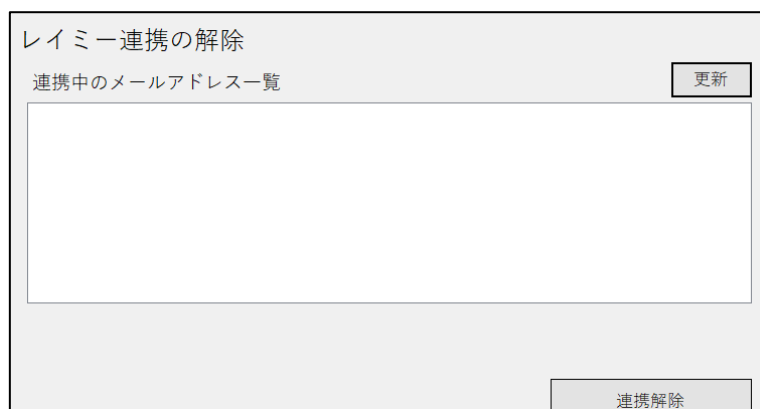 レイミー連携の解除
連携中のメールアドレス一覧
更新
連携解除